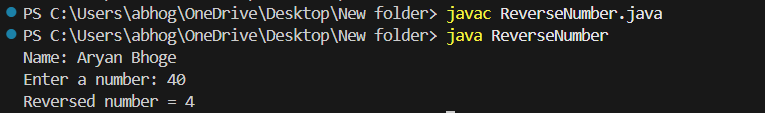 PS C:\Users\abhog\OneDrive\Desktop\New folder> javac ReverseNumber.java
PS C:\Users\abhog\OneDrive\Desktop\New folder> java ReverseNumber
Name: Aryan Bhoge
Enter a number: 40
Reversed number = 4